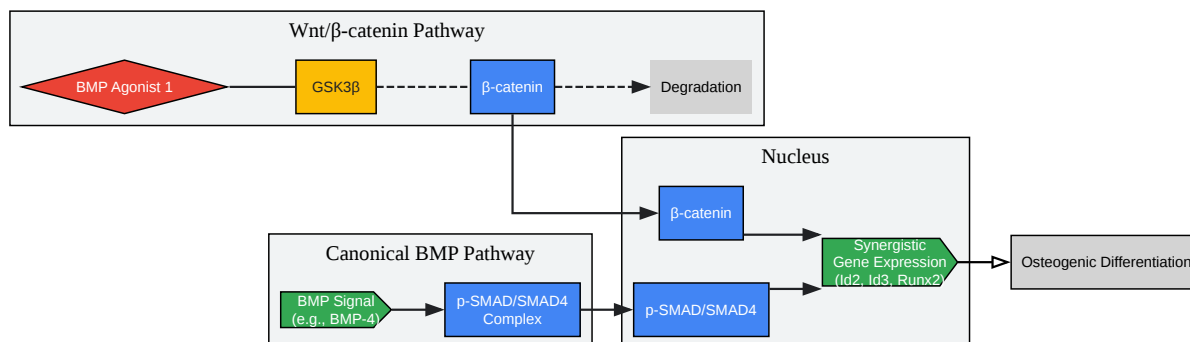 Wnt/β-catenin Pathway
BMP Agonist 1
GSK3β
β-catenin
Degradation
Nucleus
β-catenin
Synergistic
Gene Expression
(Id2, Id3, Runx2)
Osteogenic Differentiation
Canonical BMP Pathway
BMP Signal
(e.g., BMP-4)
p-SMAD/SMAD4
Complex
p-SMAD/SMAD4